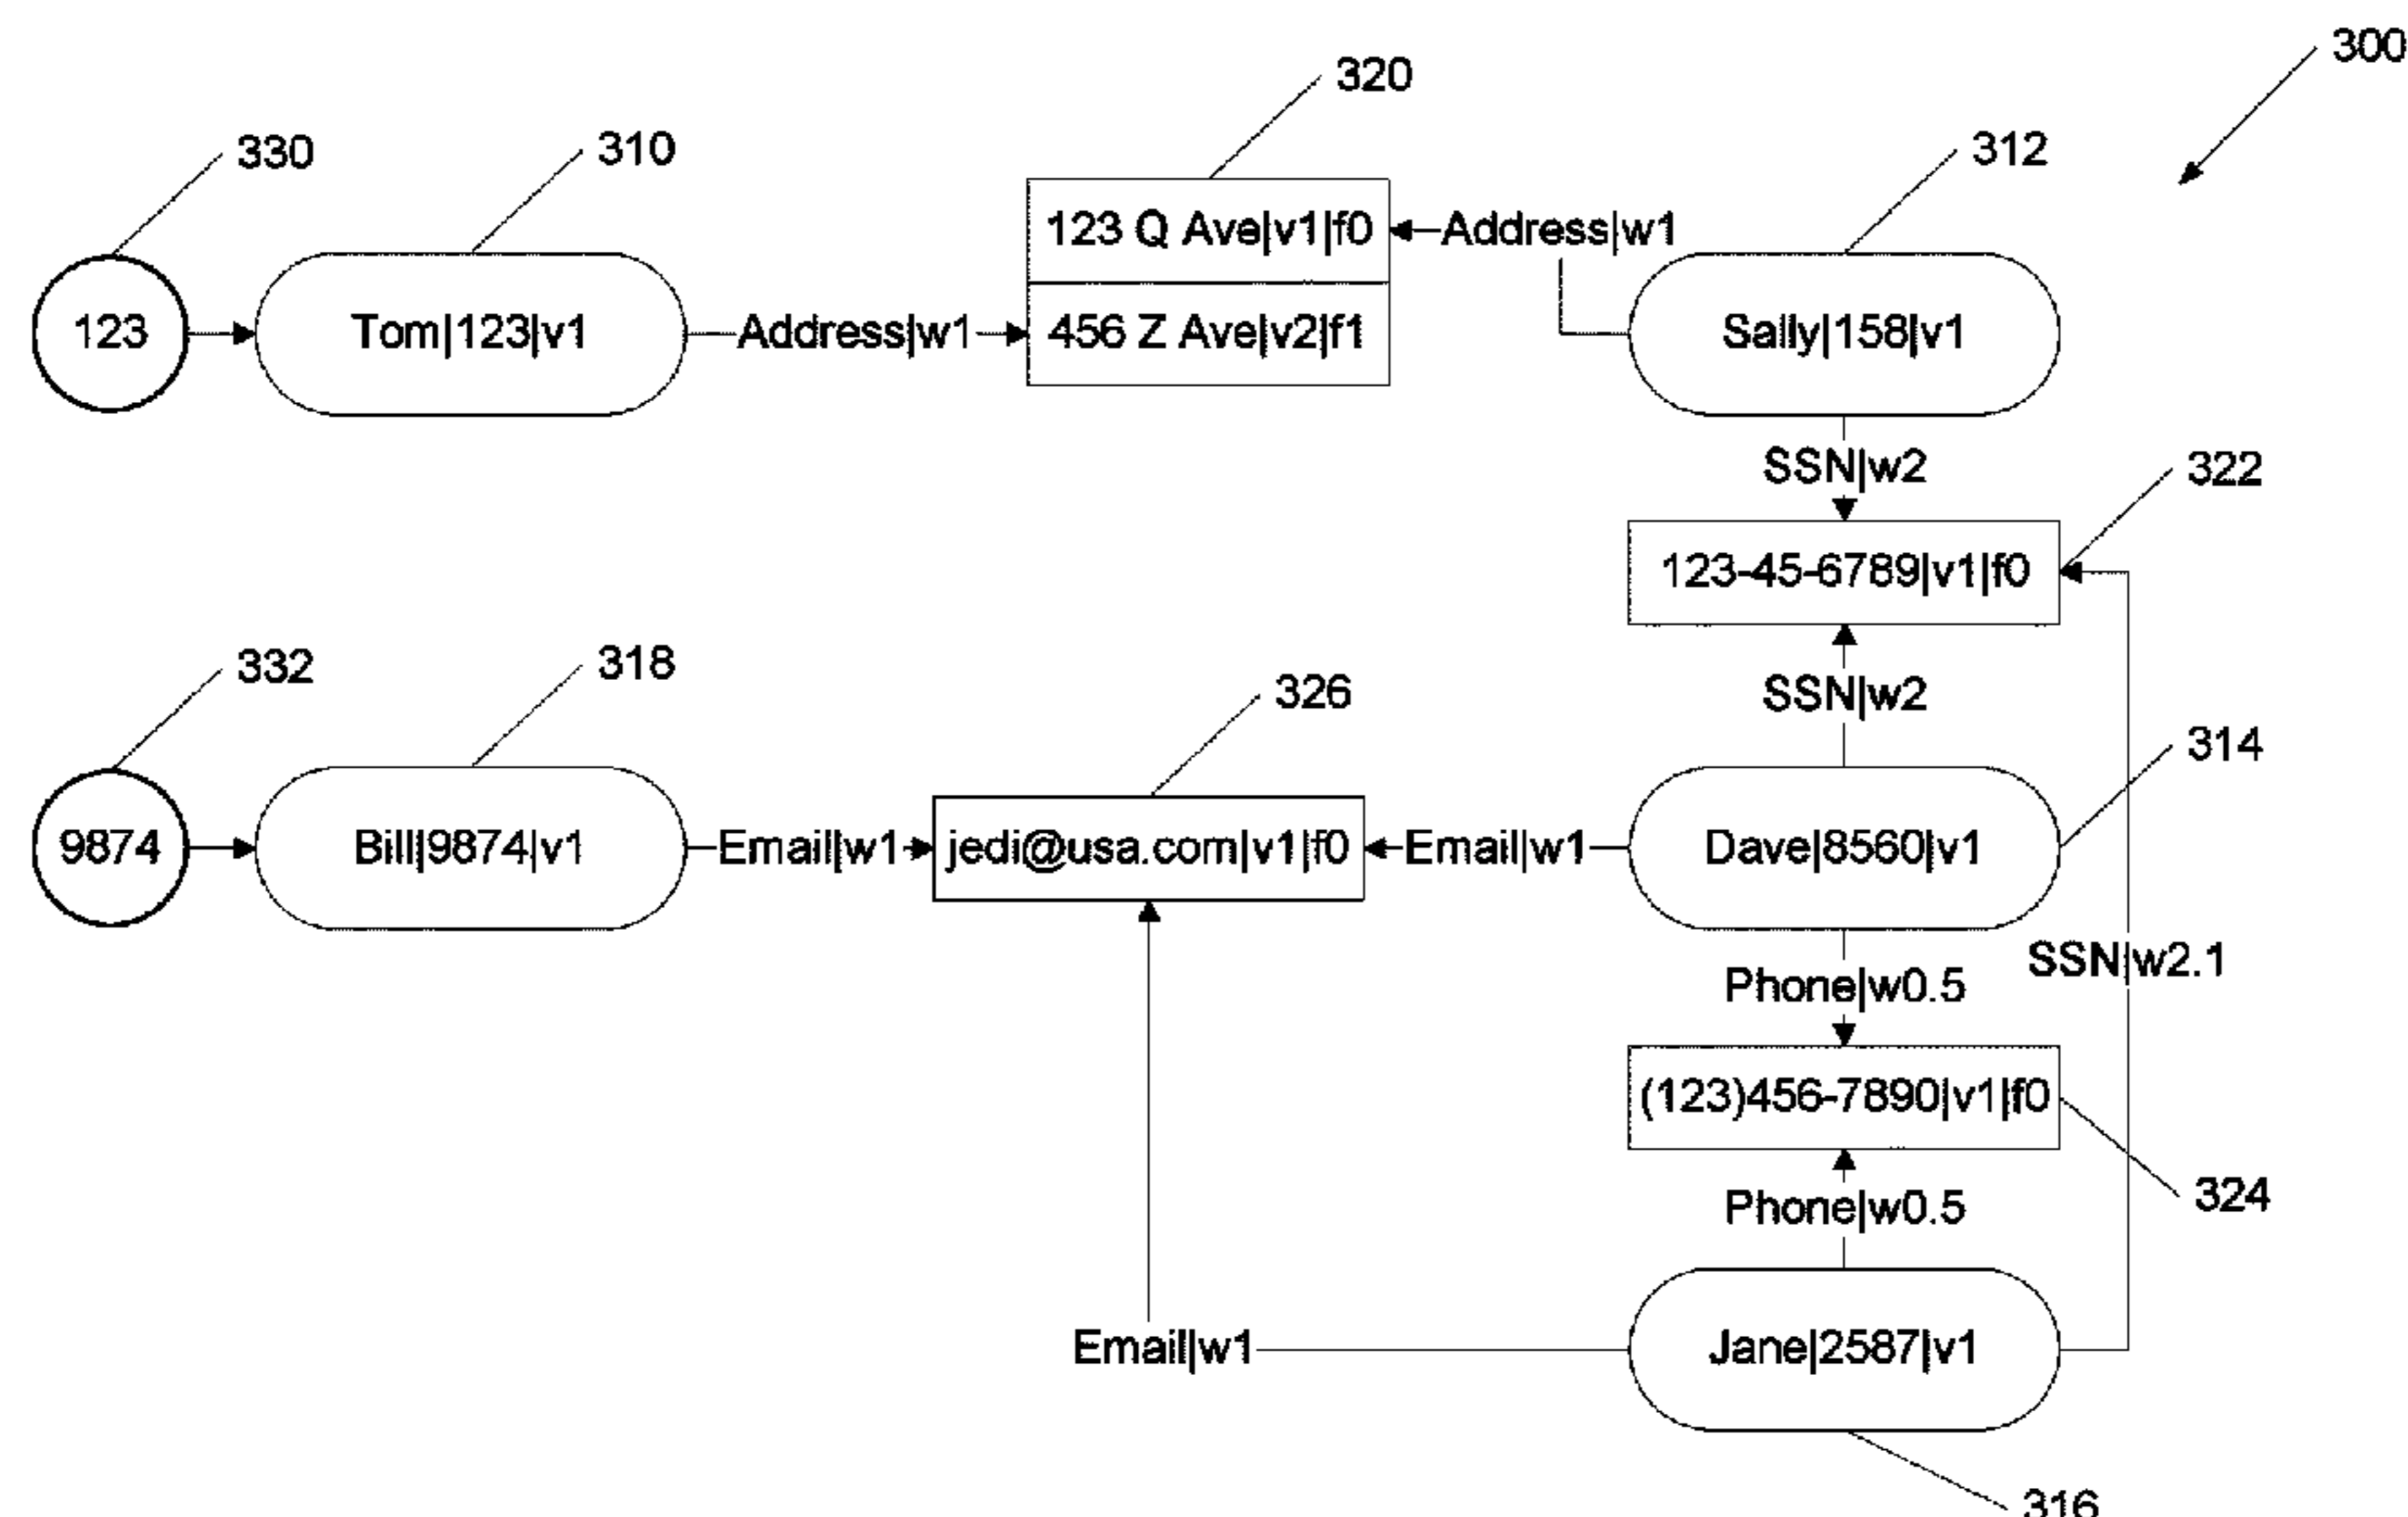 300
320
330
310
312
123 Q Ave|v1|f0
Address|w1
123
Tom|123|v1
Address|w1
456 Z Ave|v2|f1
Sally|158|v1
SSN|w2
322
123-45-6789|v1|f0
332
318
326
SSN|w2
314
9874
Bill|9874|v1
Email|w1
jedi@usa.com|v1|f0
Email|w1
Dave|8560|v1
SSN|w2.1
Phone|w0.5
(123)456-7890|v1|f0
324
Phone|w0.5
Email|w1
Jane|2587|v1
316